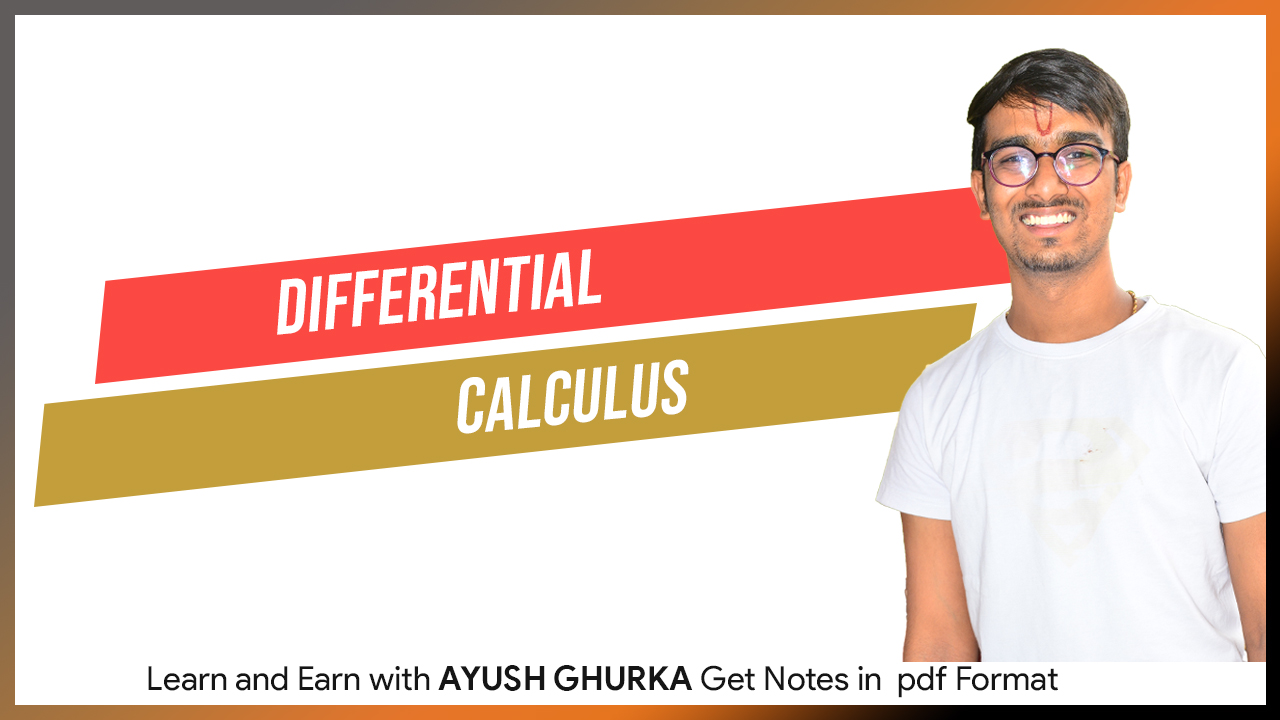 DIFFERENTIAL
CALCULUS
Learn and Earn with AYUSH GHURKA Get Notes in pdf Format